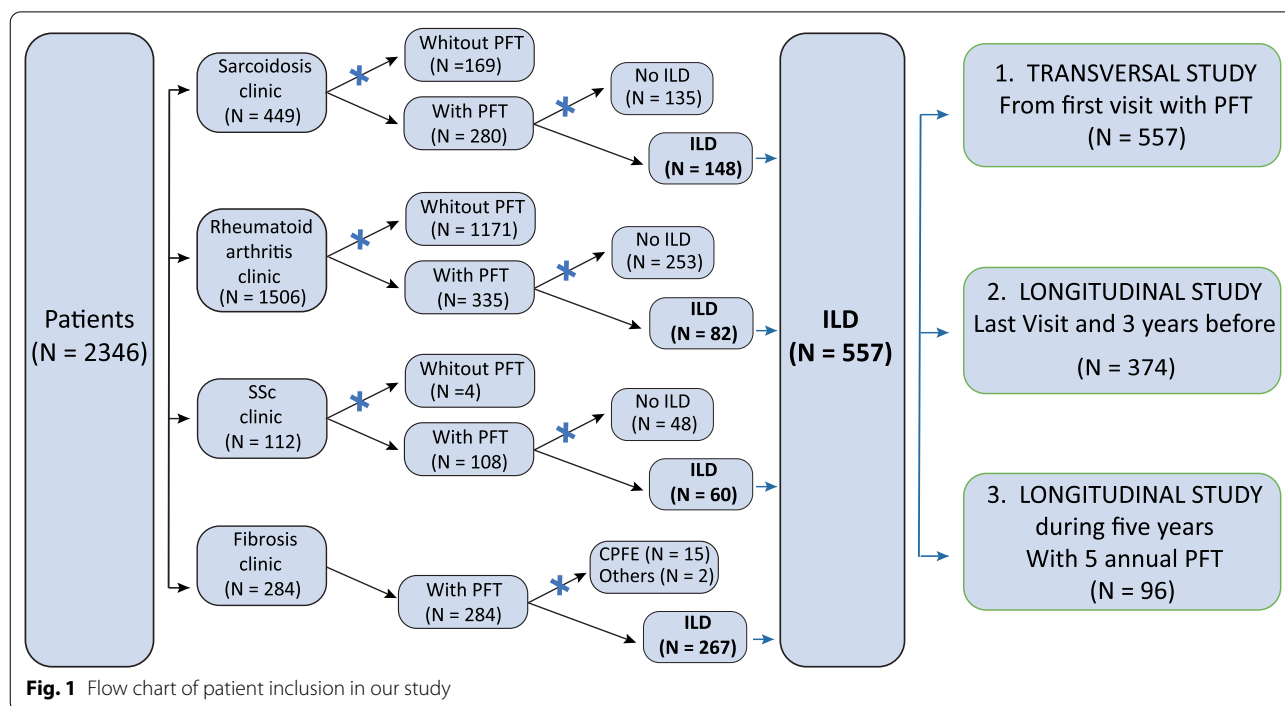 Patients
(N = 2346)
Sarcoidosis
clinic
(N = 449)
Whitout PFT
(N =169)
With PFT
(N = 280)
No ILD
(N = 135)
ILD
(N = 148)
Rheumatoid
arthritis
clinic
(N = 1506)
Whitout PFT
(N = 1171)
With PFT
(N= 335)
No ILD
(N = 253)
ILD
(N = 82)
SSc
clinic
(N = 112)
Whitout PFT
(N =4)
With PFT
(N = 108)
No ILD
(N = 48)
ILD
(N = 60)
Fibrosis
clinic
(N = 284)
With PFT
(N = 284)
CPFE (N = 15)
Others (N = 2)
ILD
(N = 267)
ILD
(N = 557)
1. TRANSVERSAL STUDY
From first visit with PFT
(N = 557)
2. LONGITUDINAL STUDY
Last Visit and 3 years before
(N = 374)
3. LONGITUDINAL STUDY
during five years
With 5 annual PFT
(N = 96)
Fig. 1 Flow chart of patient inclusion in our study